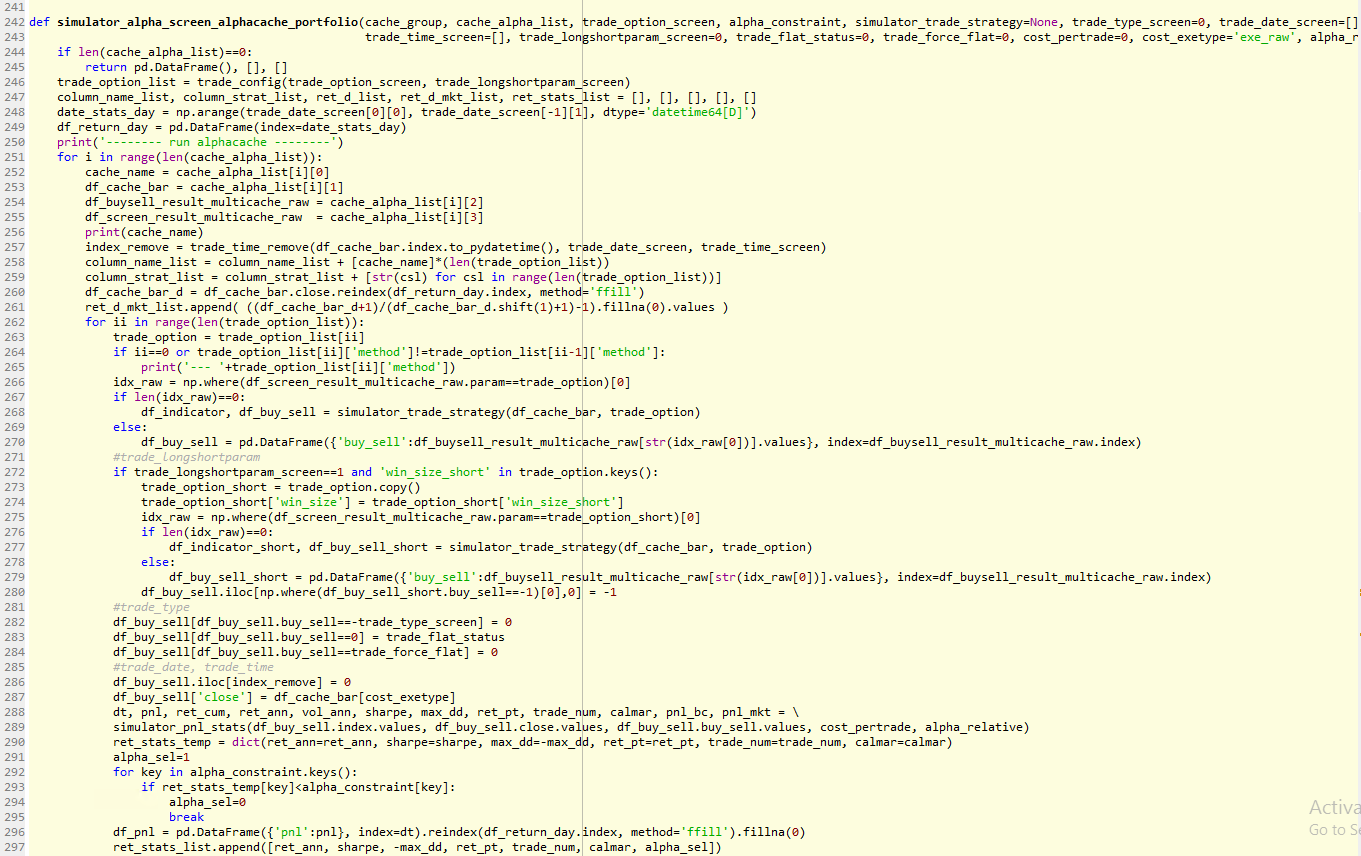 241
242 def simulator_alpha_screen_alphacache_portfolio(cache_group, cache_alpha_list, trade_option_screen, alpha_constraint, simulator_trade_strategy=None, trade_type_screen=0, trade_date_screen=[]
243 trade_time_screen=[], trade_longshortparam_screen=0, trade_flat_status=0, trade_force_flat=0, cost_pertrade=0, cost_exetype='exe_raw', alpha_r
244 if len(cache_alpha_list)==0:
245 return pd.DataFrame(), [], []
246 trade_option_list = trade_config(trade_option_screen, trade_longshortparam_screen)
247 column_name_list, column_strat_list, ret_d_list, ret_d_mkt_list, ret_stats_list = [], [], [], [], []
248 date_stats_day = np.arange(trade_date_screen[0][0], trade_date_screen[-1][1], dtype='datetime64[D]')
249 df_return_day = pd.DataFrame(index=date_stats_day)
250 print('-------- run alphacache --------')
251 for i in range(len(cache_alpha_list)):
252 cache_name = cache_alpha_list[i][0]
253 df_cache_bar = cache_alpha_list[i][1]
254 df_buysell_result_multicache_raw = cache_alpha_list[i][2]
255 df_screen_result_multicache_raw  = cache_alpha_list[i][3]
256 print(cache_name)
257 index_remove = trade_time_remove(df_cache_bar.index.to_pydatetime(), trade_date_screen, trade_time_screen)
258 column_name_list = column_name_list + [cache_name]*(len(trade_option_list))
259 column_strat_list = column_strat_list + [str(csl) for csl in range(len(trade_option_list))]
260 df_cache_bar_d = df_cache_bar.close.reindex(df_return_day.index, method='ffill')
261 ret_d_mkt_list.append( ((df_cache_bar_d+1)/(df_cache_bar_d.shift(1)+1)-1).fillna(0).values )
262 for ii in range(len(trade_option_list)):
263 trade_option = trade_option_list[ii]
264 if ii==0 or trade_option_list[ii]['method']!=trade_option_list[ii-1]['method']:
265 print('--- '+trade_option_list[ii]['method'])
266 idx_raw = np.where(df_screen_result_multicache_raw.param==trade_option)[0]
267 if len(idx_raw)==0:
268 df_indicator, df_buy_sell = simulator_trade_strategy(df_cache_bar, trade_option)
269 else:
270 df_buy_sell = pd.DataFrame({'buy_sell':df_buysell_result_multicache_raw[str(idx_raw[0])].values}, index=df_buysell_result_multicache_raw.index)
271 #trade_longshortparam
272 if trade_longshortparam_screen==1 and 'win_size_short' in trade_option.keys():
273 trade_option_short = trade_option.copy()
274 trade_option_short['win_size'] = trade_option_short['win_size_short']
275 idx_raw = np.where(df_screen_result_multicache_raw.param==trade_option_short)[0]
276 if len(idx_raw)==0:
277 df_indicator_short, df_buy_sell_short = simulator_trade_strategy(df_cache_bar, trade_option)
278 else:
279 df_buy_sell_short = pd.DataFrame({'buy_sell':df_buysell_result_multicache_raw[str(idx_raw[0])].values}, index=df_buysell_result_multicache_raw.index)
280 df_buy_sell.iloc[np.where(df_buy_sell_short.buy_sell==-1)[0],0] = -1
281 #trade_type
282 df_buy_sell[df_buy_sell.buy_sell==-trade_type_screen] = 0
283 df_buy_sell[df_buy_sell.buy_sell==0] = trade_flat_status
284 df_buy_sell[df_buy_sell.buy_sell==trade_force_flat] = 0
285 #trade_date, trade_time
286 df_buy_sell.iloc[index_remove] = 0
287 df_buy_sell['close'] = df_cache_bar[cost_exetype]
288 dt, pnl, ret_cum, ret_ann, vol_ann, sharpe, max_dd, ret_pt, trade_num, calmar, pnl_bc, pnl_mkt = \
289 simulator_pnl_stats(df_buy_sell.index.values, df_buy_sell.close.values, df_buy_sell.buy_sell.values, cost_pertrade, alpha_relative)
290 ret_stats_temp = dict(ret_ann=ret_ann, sharpe=sharpe, max_dd=-max_dd, ret_pt=ret_pt, trade_num=trade_num, calmar=calmar)
291 alpha_sel=1
292 for key in alpha_constraint.keys():
293 if ret_stats_temp[key]<alpha_constraint[key]:
294 alpha_sel=0
295 break
296 df_pnl = pd.DataFrame({'pnl':pnl}, index=dt).reindex(df_return_day.index, method='ffill').fillna(0)
297 ret_stats_list.append([ret_ann, sharpe, -max_dd, ret_pt, trade_num, calmar, alpha_sel])
Activa
Go to Se